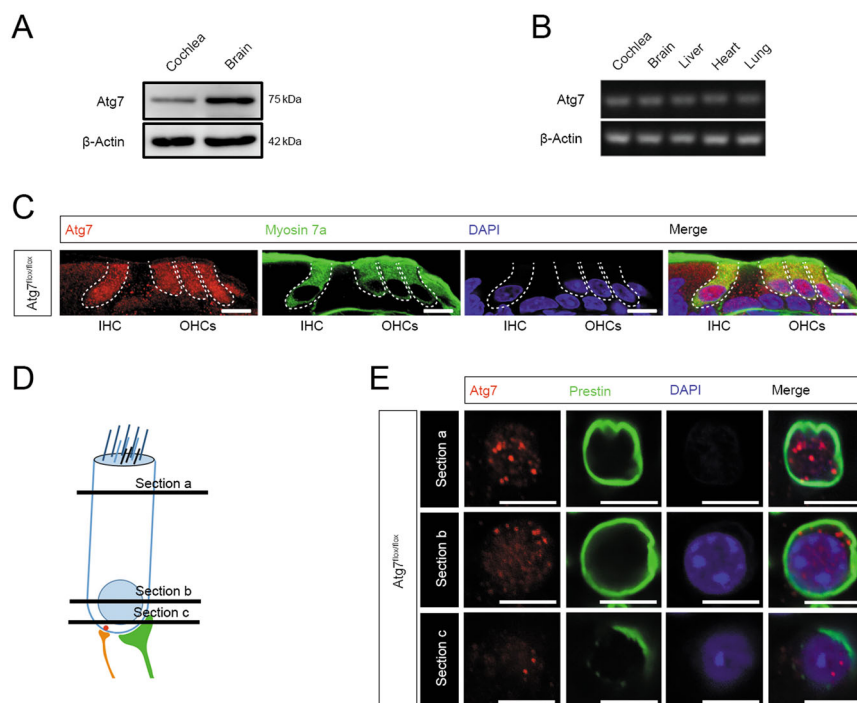 A
Cochlea
Brain
Atg7
75 kDa
β-Actin
42 kDa
B
Cochlea
Brain
Liver
Heart
Lung
Atg7
β-Actin
C
Atg7 Myosin 7a DAPI Merge
Atg7flox/flox
IHC OHCs IHC OHCs IHC OHCs IHC OHCs
D
Section a
Section b
Section c
E
Atg7 Prestin DAPI Merge
Atg7flox/flox
Section a
Section b
Section c